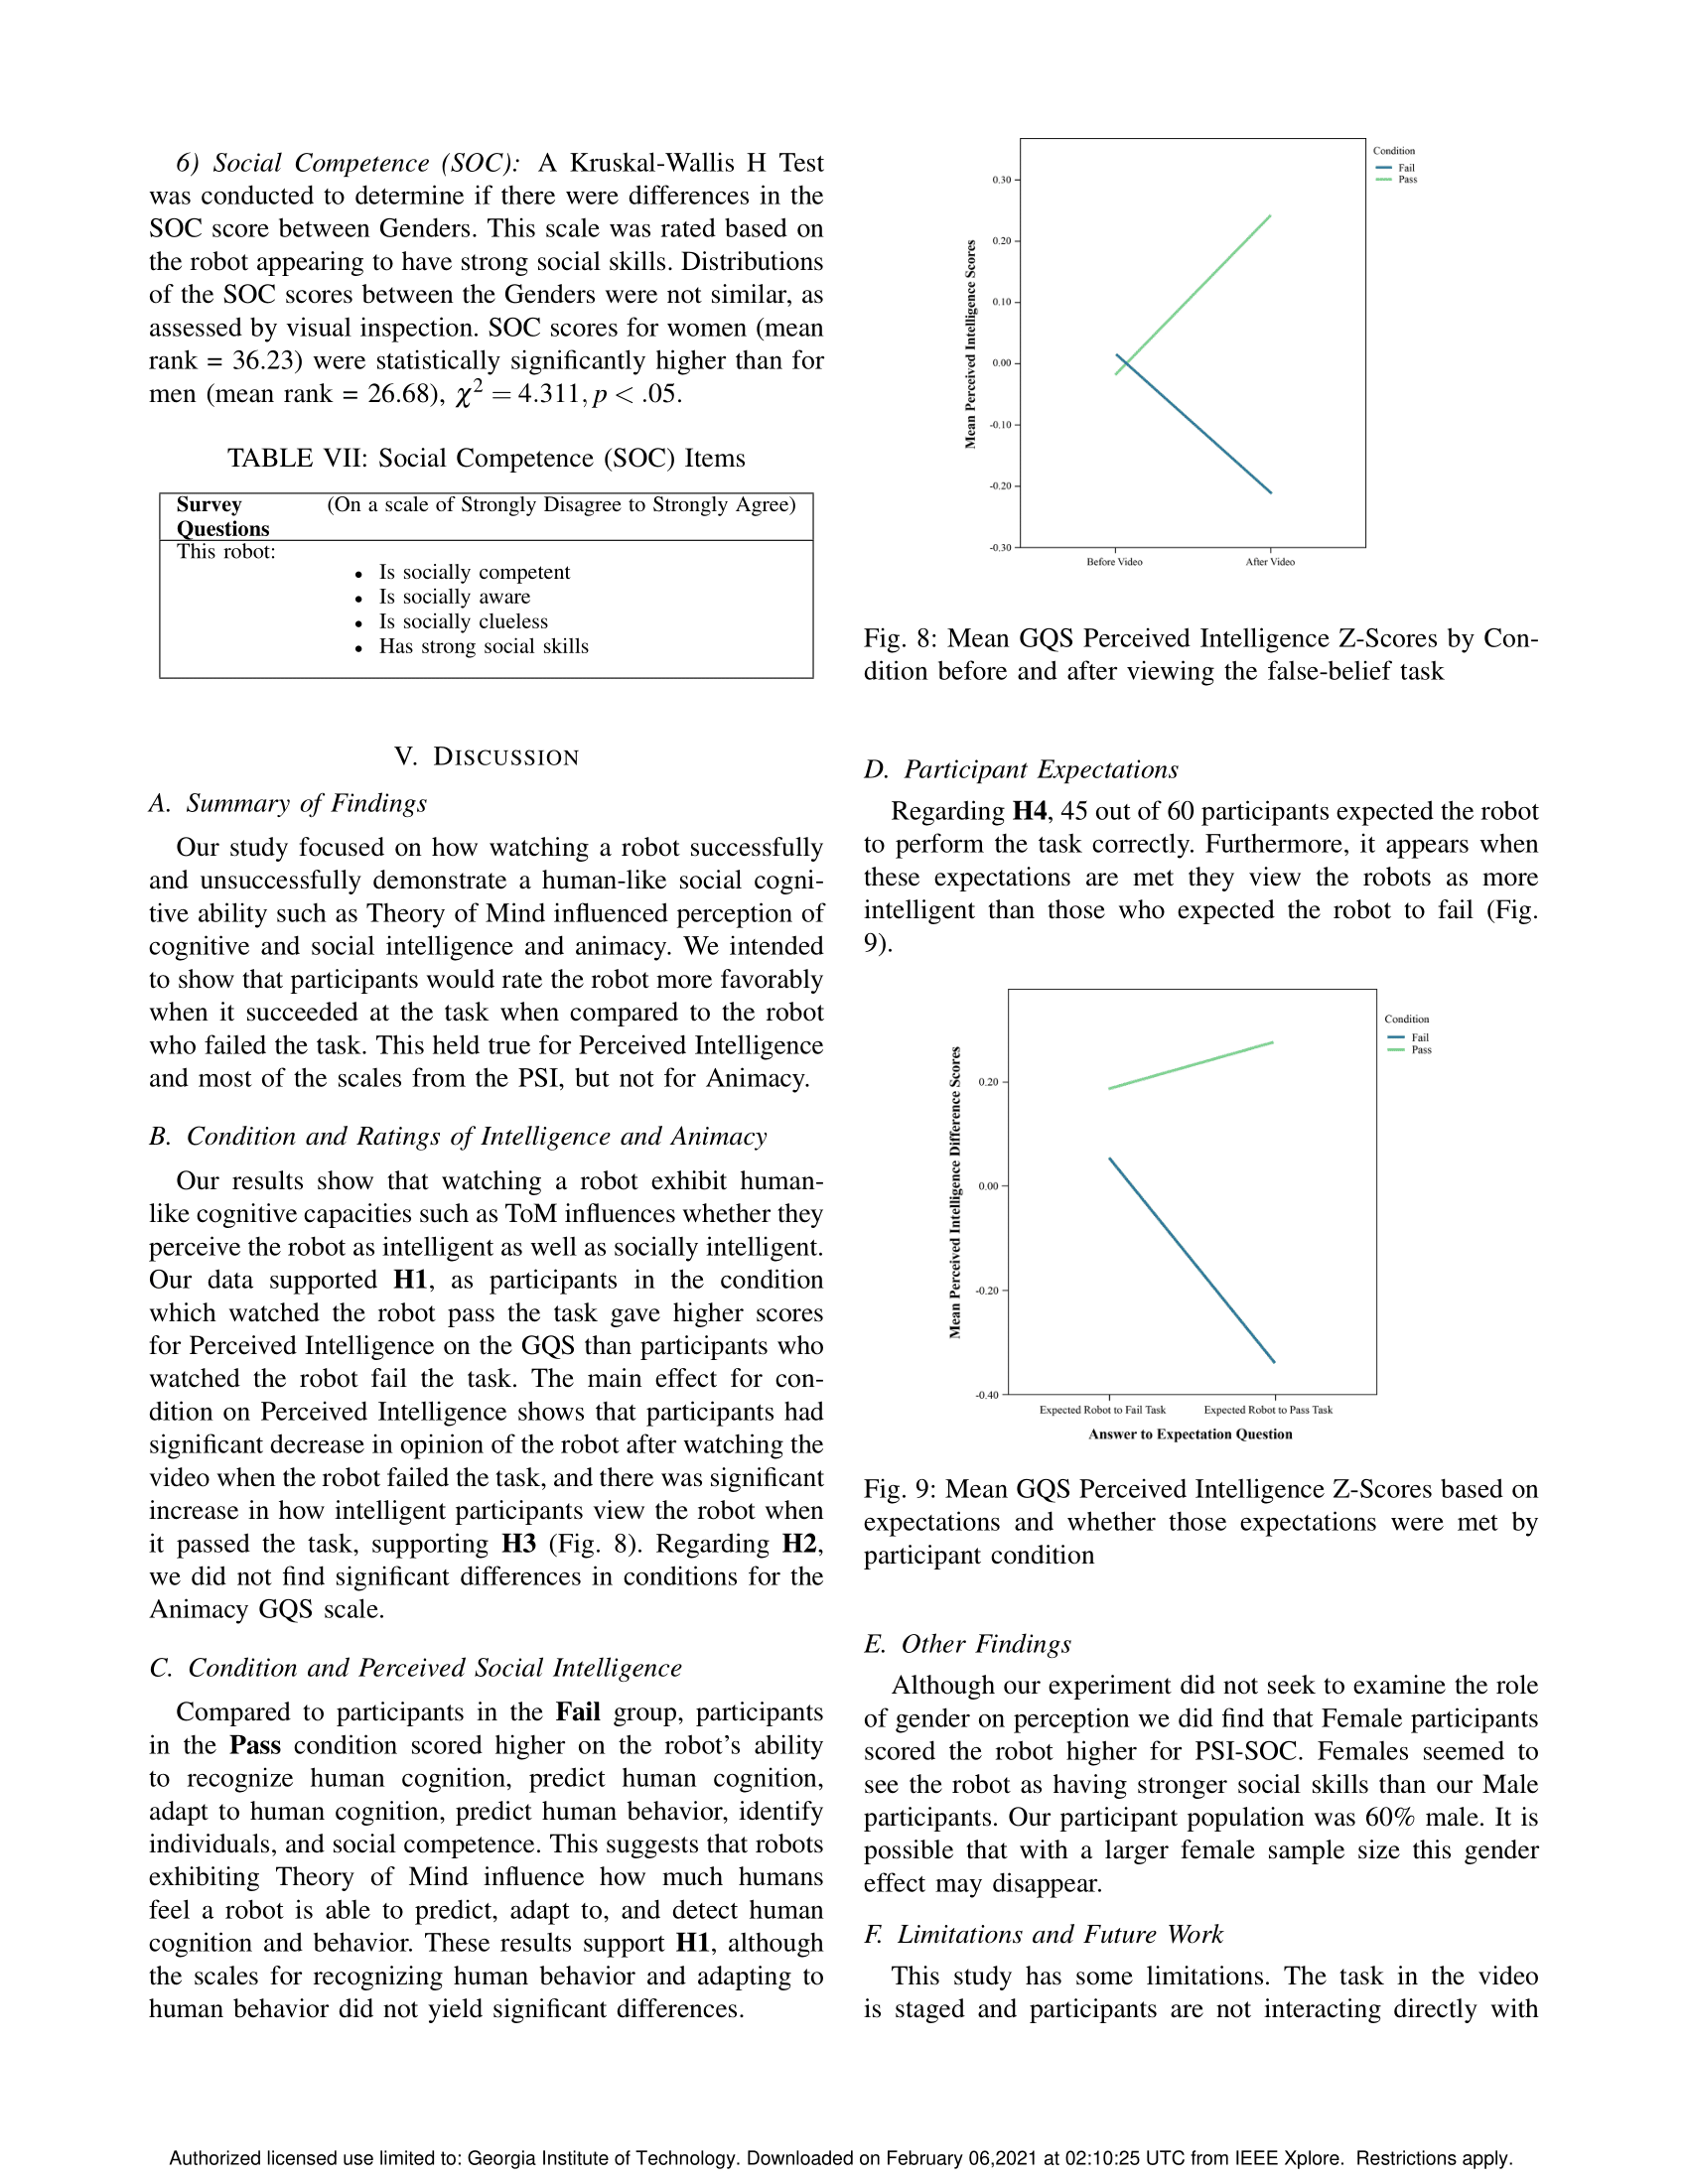 6) Social Competence (SOC): A Kruskal-Wallis H Test
was conducted to determine if there were differences in the
SOC score between Genders. This scale was rated based on
the robot appearing to have strong social skills. Distributions
of the SOC scores between the Genders were not similar, as
assessed by visual inspection. SOC scores for women (mean
rank = 36.23) were statistically significantly higher than for
men (mean rank = 26.68), χ² = 4.311, p < .05.
TABLE VII: Social Competence (SOC) Items
Survey Questions (On a scale of Strongly Disagree to Strongly Agree)
This robot:
• Is socially competent
• Is socially aware
• Is socially clueless
• Has strong social skills
V. DISCUSSION
A. Summary of Findings
Our study focused on how watching a robot successfully
and unsuccessfully demonstrate a human-like social cogni-
tive ability such as Theory of Mind influenced perception of
cognitive and social intelligence and animacy. We intended
to show that participants would rate the robot more favorably
when it succeeded at the task when compared to the robot
who failed the task. This held true for Perceived Intelligence
and most of the scales from the PSI, but not for Animacy.
B. Condition and Ratings of Intelligence and Animacy
Our results show that watching a robot exhibit human-
like cognitive capacities such as ToM influences whether they
perceive the robot as intelligent as well as socially intelligent.
Our data supported H1, as participants in the condition
which watched the robot pass the task gave higher scores
for Perceived Intelligence on the GQS than participants who
watched the robot fail the task. The main effect for con-
dition on Perceived Intelligence shows that participants had
significant decrease in opinion of the robot after watching the
video when the robot failed the task, and there was significant
increase in how intelligent participants view the robot when
it passed the task, supporting H3 (Fig. 8). Regarding H2,
we did not find significant differences in conditions for the
Animacy GQS scale.
C. Condition and Perceived Social Intelligence
Compared to participants in the Fail group, participants
in the Pass condition scored higher on the robot's ability
to recognize human cognition, predict human cognition,
adapt to human cognition, predict human behavior, identify
individuals, and social competence. This suggests that robots
exhibiting Theory of Mind influence how much humans
feel a robot is able to predict, adapt to, and detect human
cognition and behavior. These results support H1, although
the scales for recognizing human behavior and adapting to
human behavior did not yield significant differences.
Mean Perceived Intelligence Scores
0.30
0.20
0.10
0.00
-0.10
-0.20
-0.30
Before Video After Video
Condition
Fail
Pass
Fig. 8: Mean GQS Perceived Intelligence Z-Scores by Con-
dition before and after viewing the false-belief task
D. Participant Expectations
Regarding H4, 45 out of 60 participants expected the robot
to perform the task correctly. Furthermore, it appears when
these expectations are met they view the robots as more
intelligent than those who expected the robot to fail (Fig.
9).
Mean Perceived Intelligence Difference Scores
0.20
0.00
-0.20
-0.40
Expected Robot to Fail Task Expected Robot to Pass Task
Answer to Expectation Question
Condition
Fail
Pass
Fig. 9: Mean GQS Perceived Intelligence Z-Scores based on
expectations and whether those expectations were met by
participant condition
E. Other Findings
Although our experiment did not seek to examine the role
of gender on perception we did find that Female participants
scored the robot higher for PSI-SOC. Females seemed to
see the robot as having stronger social skills than our Male
participants. Our participant population was 60% male. It is
possible that with a larger female sample size this gender
effect may disappear.
F. Limitations and Future Work
This study has some limitations. The task in the video
is staged and participants are not interacting directly with
Authorized licensed use limited to: Georgia Institute of Technology. Downloaded on February 06,2021 at 02:10:25 UTC from IEEE Xplore. Restrictions apply.